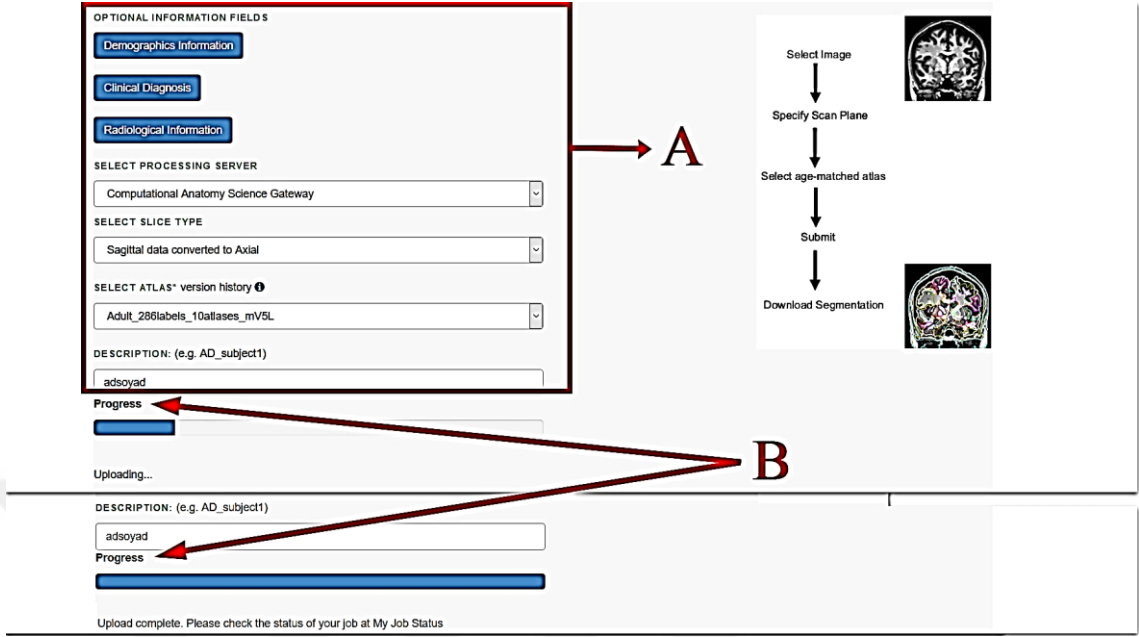 OPTIONAL INFORMATION FIELDS
Demographics Information
Clinical Diagnosis
Radiological Information
SELECT PROCESSING SERVER
Computational Anatomy Science Gateway
SELECT SLICE TYPE
Sagittal data converted to Axial
SELECT ATLAS* version history
Adult_286labels_10atlases_mV5L
DESCRIPTION: (e.g. AD_subject1)
adsoyad
Progress
Uploading...
A
Select Image
Specify Scan Plane
Select age-matched atlas
Submit
Download Segmentation
B
DESCRIPTION: (e.g. AD_subject1)
adsoyad
Progress
Upload complete. Please check the status of your job at My Job Status